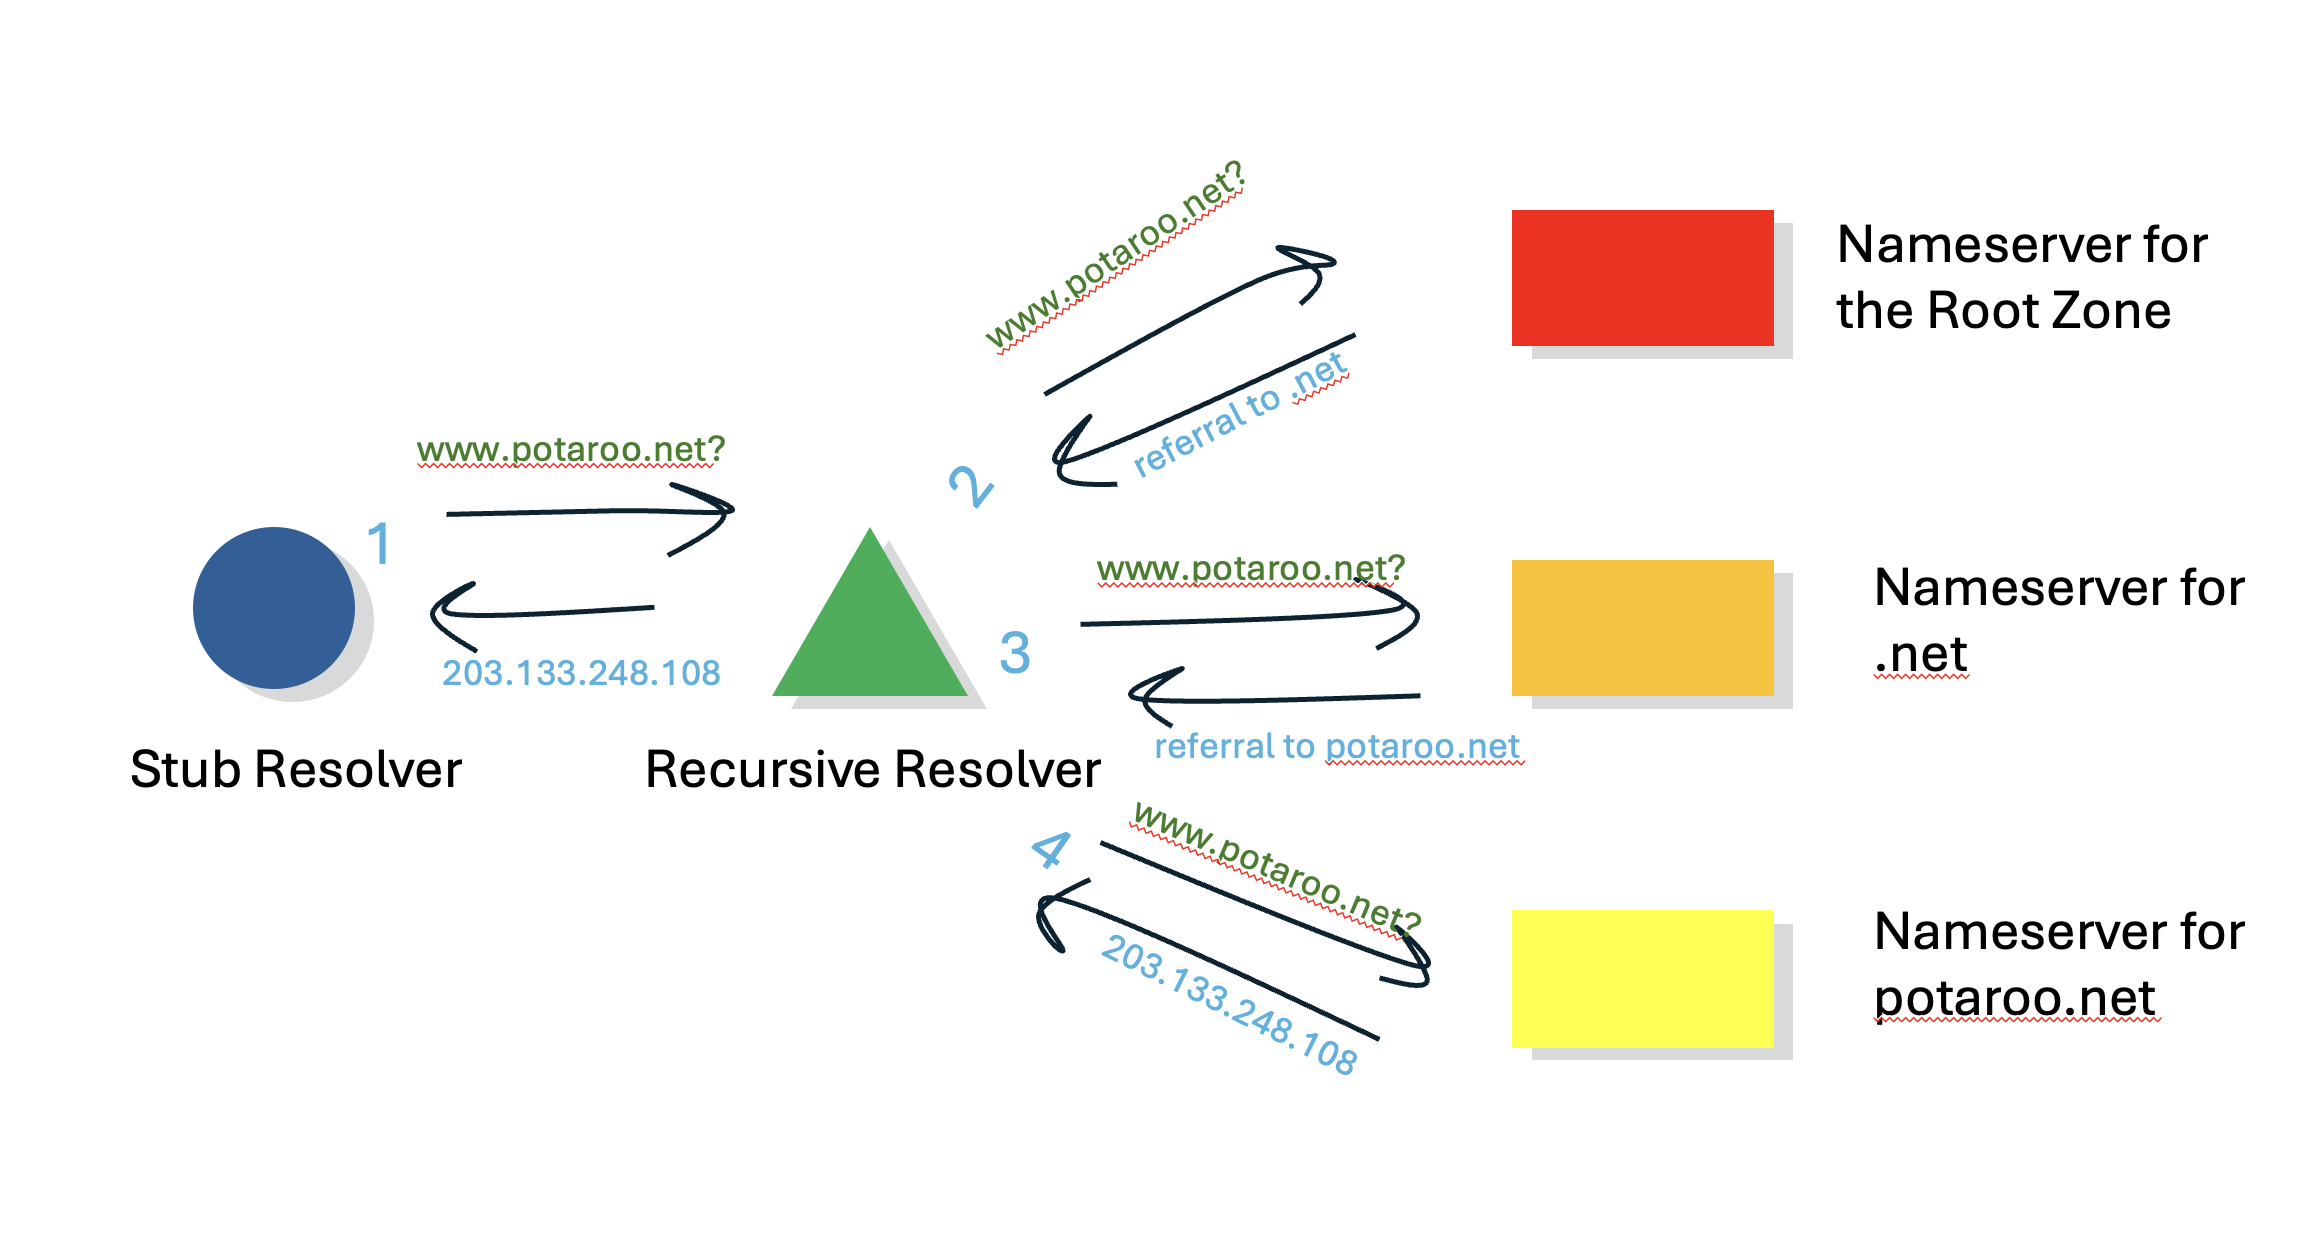 www.potaroo.net?
1
203.133.248.108
Stub Resolver
Recursive Resolver
2
www.potaroo.net?
referral to .net
Nameserver for
the Root Zone
3
www.potaroo.net?
referral to potaroo.net
Nameserver for
.net
4
www.potaroo.net?
203.133.248.108
Nameserver for
potaroo.net